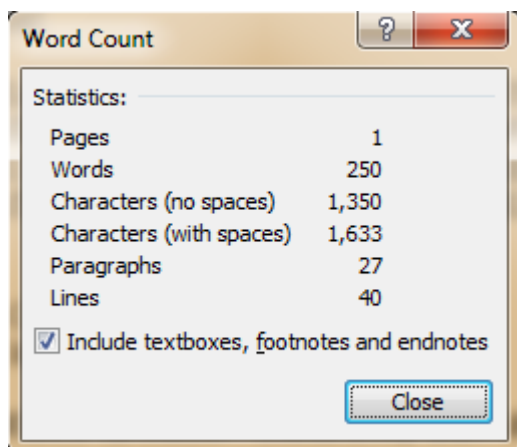 Word Count
?
Statistics:
Pages 1
Words 250
Characters (no spaces) 1,350
Characters (with spaces) 1,633
Paragraphs 27
Lines 40
Include textboxes, footnotes and endnotes
Close